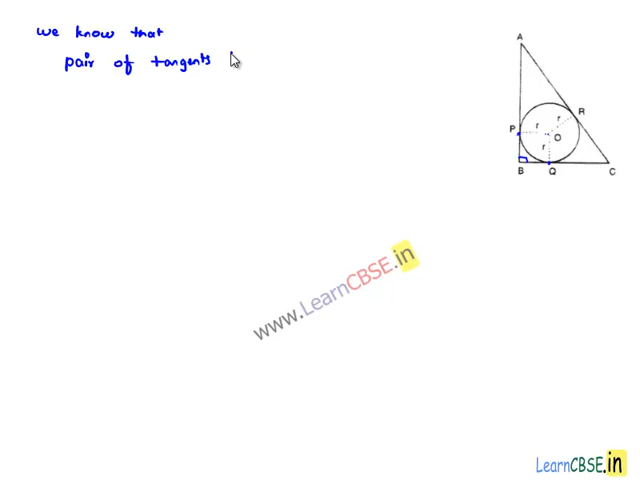 we know that
pair of tangents
A
R
r
r
P
O
r
B
Q
C
www.LearnCBSE.in
LearnCBSE.in